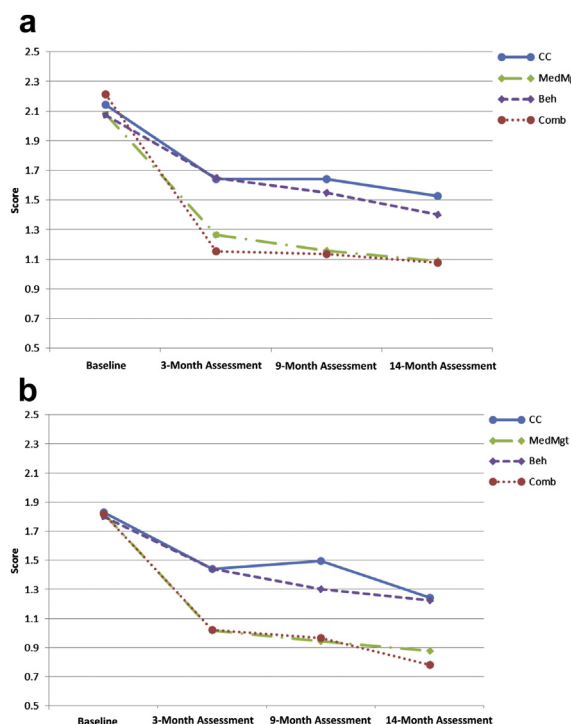 a
2.5
2.3
2.1
1.9
1.7
1.5
1.3
1.1
0.9
0.7
0.5
Score
Baseline 3-Month Assessment 9-Month Assessment 14-Month Assessment
CC
MedMg
Beh
Comb
b
2.5
2.3
2.1
1.9
1.7
1.5
1.3
1.1
0.9
0.7
0.5
Score
Baseline 3-Month Assessment 9-Month Assessment 14-Month Assessment
CC
MedMgt
Beh
Comb